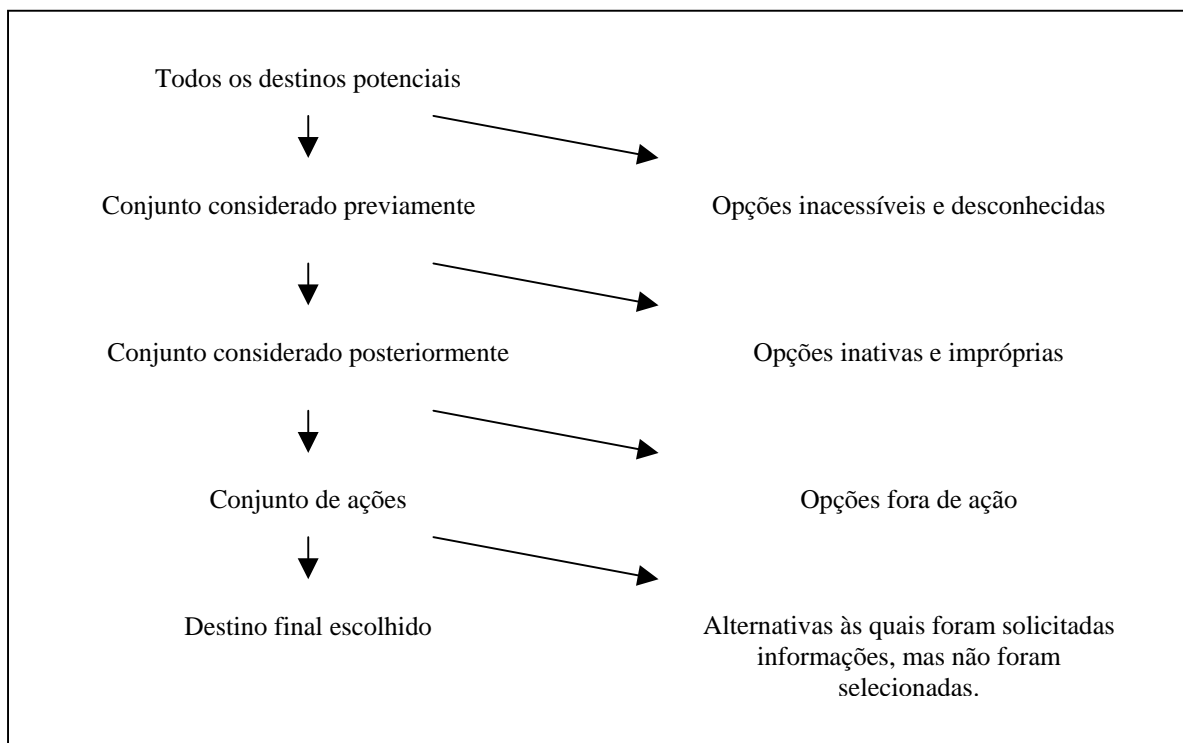 Todos os destinos potenciais
Conjunto considerado previamente
Opções inacessíveis e desconhecidas
Conjunto considerado posteriormente
Opções inativas e impróprias
Conjunto de ações
Opções fora de ação
Destino final escolhido
Alternativas às quais foram solicitadas
informações, mas não foram
selecionadas.